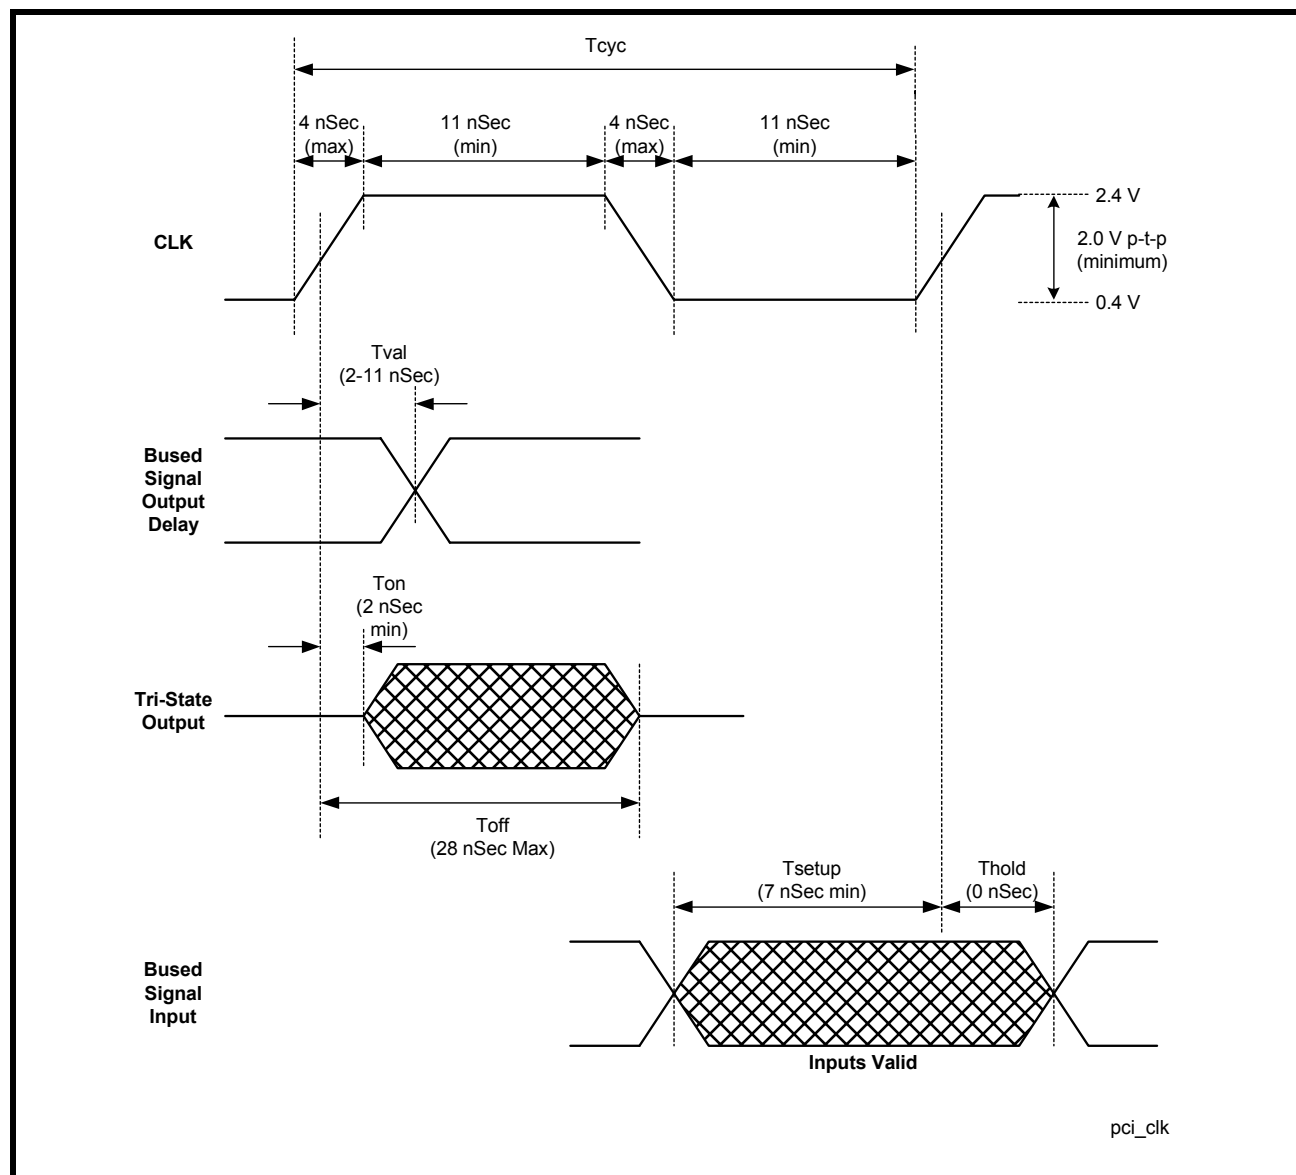 Tcyc
4 nSec
(max)
11 nSec
(min)
4 nSec
(max)
11 nSec
(min)
CLK
2.4 V
2.0 V p-t-p
(minimum)
0.4 V
Tval
(2-11 nSec)
Bused
Signal
Output
Delay
Ton
(2 nSec
min)
Tri-State
Output
Toff
(28 nSec Max)
Tsetup
(7 nSec min)
Thold
(0 nSec)
Bused
Signal
Input
Inputs Valid
pci_clk